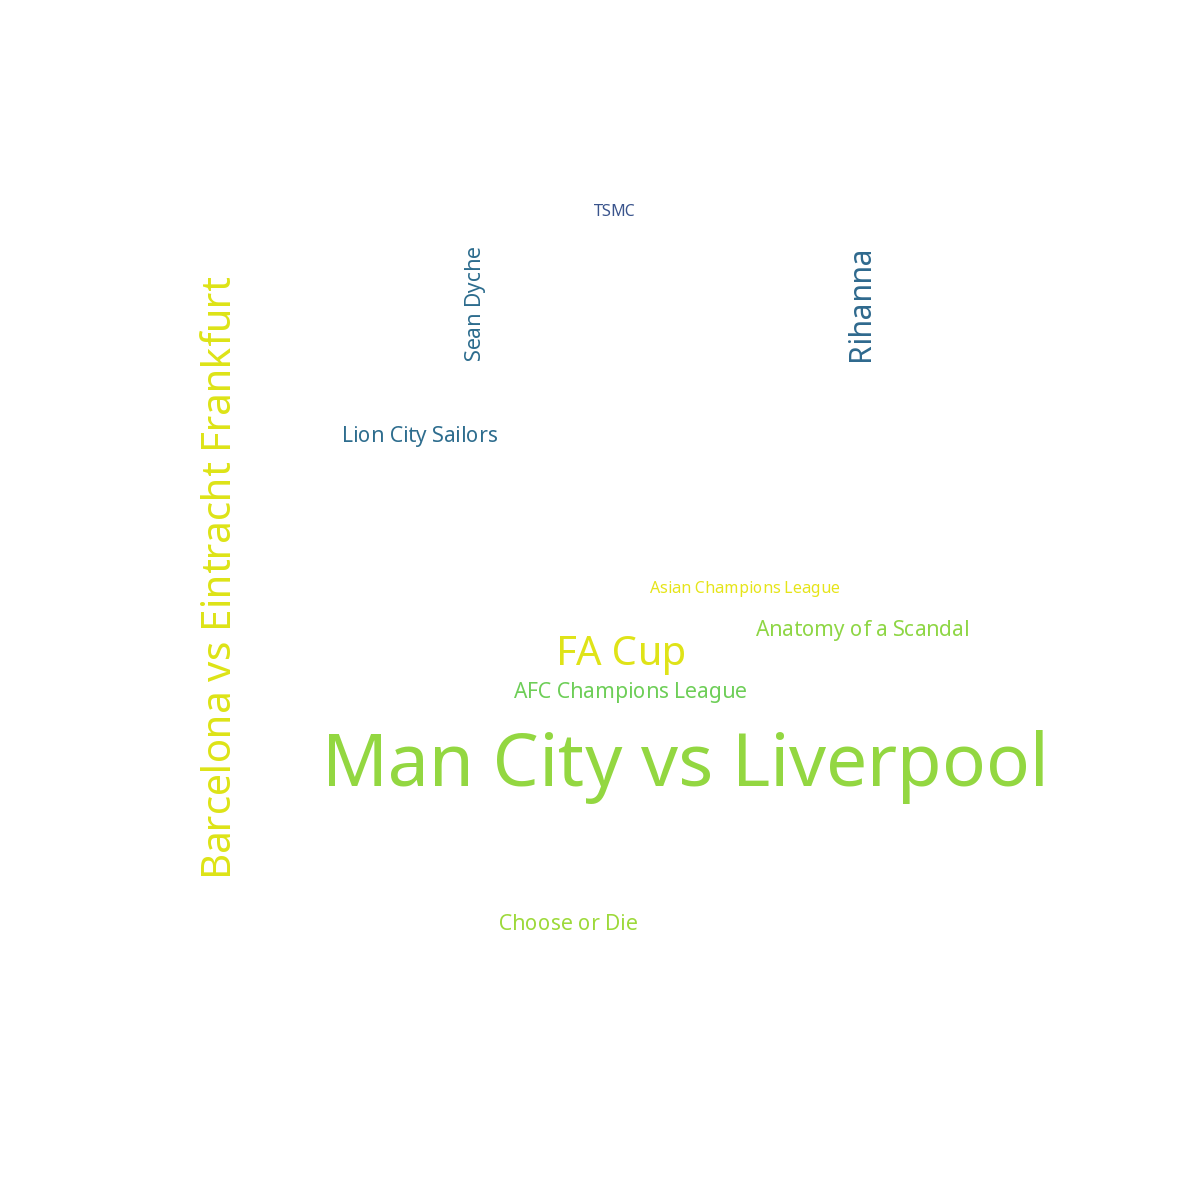 TSMC
Sean Dyche
Rihanna
Barcelona vs Eintracht Frankfurt
Lion City Sailors
Asian Champions League
Anatomy of a Scandal
FA Cup
AFC Champions League
Man City vs Liverpool
Choose or Die